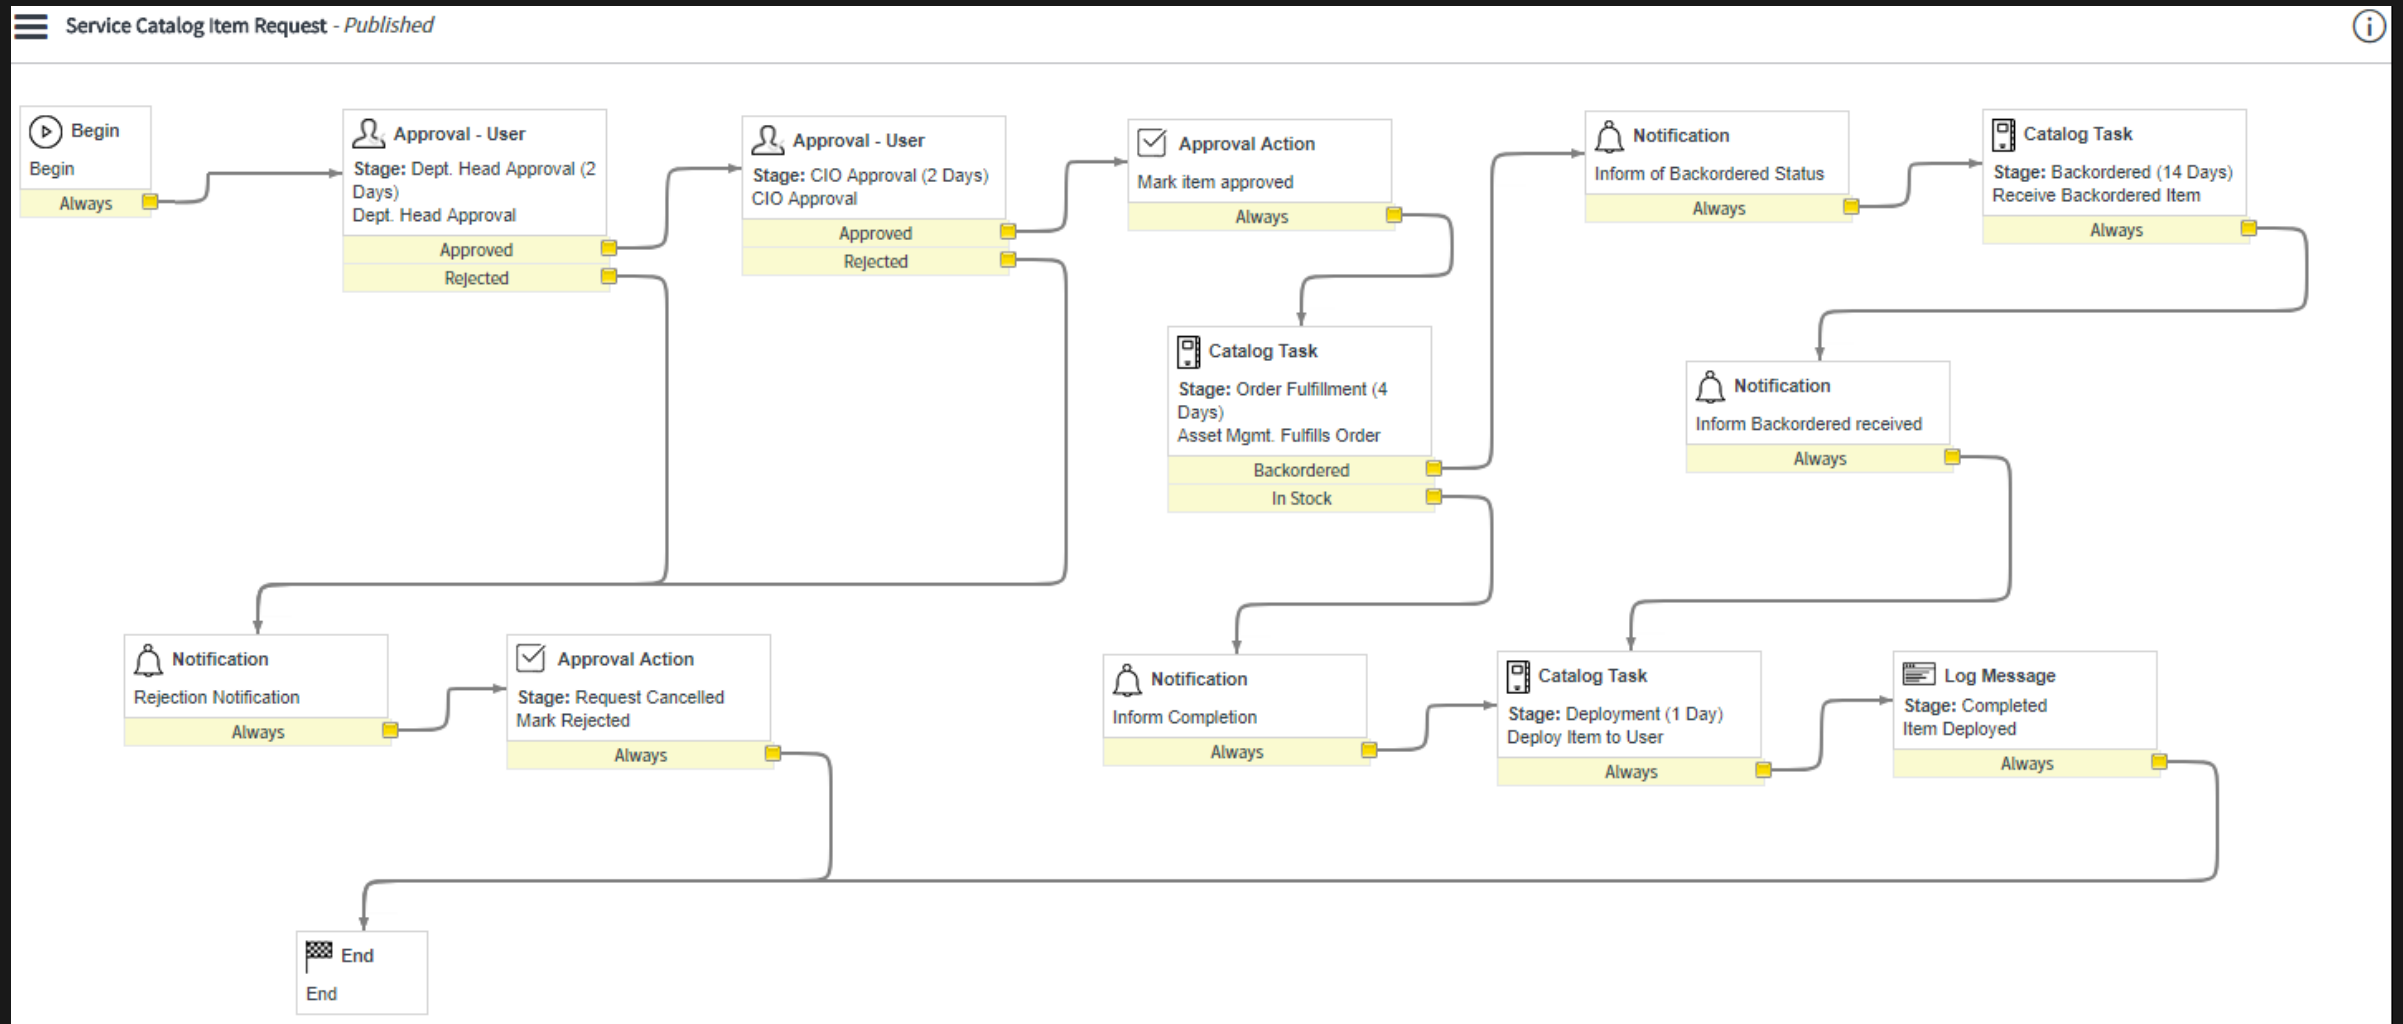 Service Catalog Item Request - Published
Begin
Begin
Always
Approval - User
Stage: Dept. Head Approval (2
Days)
Dept. Head Approval
Approved
Rejected
Approval - User
Stage: CIO Approval (2 Days)
CIO Approval
Approved
Rejected
Approval Action
Mark item approved
Always
Notification
Inform of Backordered Status
Always
Catalog Task
Stage: Backordered (14 Days)
Receive Backordered Item
Always
Catalog Task
Stage: Order Fulfillment (4
Days)
Asset Mgmt. Fulfills Order
Backordered
In Stock
Notification
Inform Backordered received
Always
Notification
Rejection Notification
Always
Approval Action
Stage: Request Cancelled
Mark Rejected
Always
Notification
Inform Completion
Always
Catalog Task
Stage: Deployment (1 Day)
Deploy Item to User
Always
Log Message
Stage: Completed
Item Deployed
Always
End
End